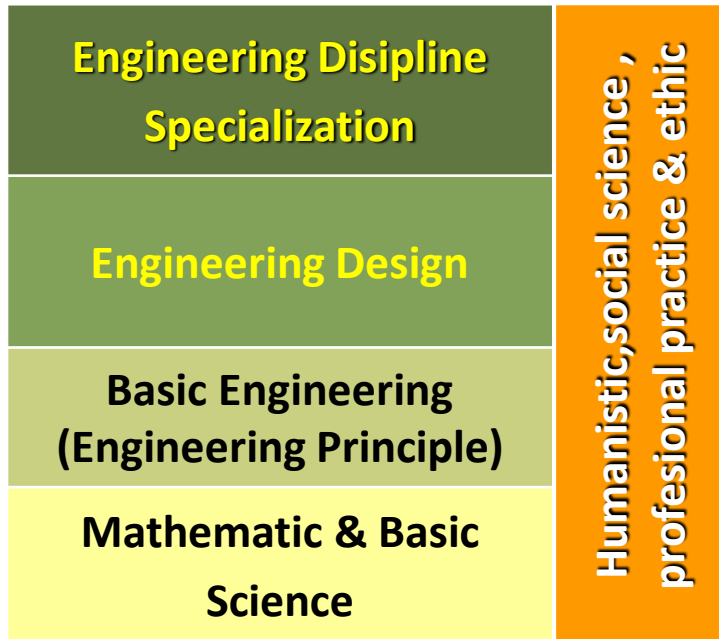 Engineering Disipline
Specialization
Engineering Design
Basic Engineering
(Engineering Principle)
Mathematic & Basic
Science
Humanistic,social science ,
profesional practice & ethic